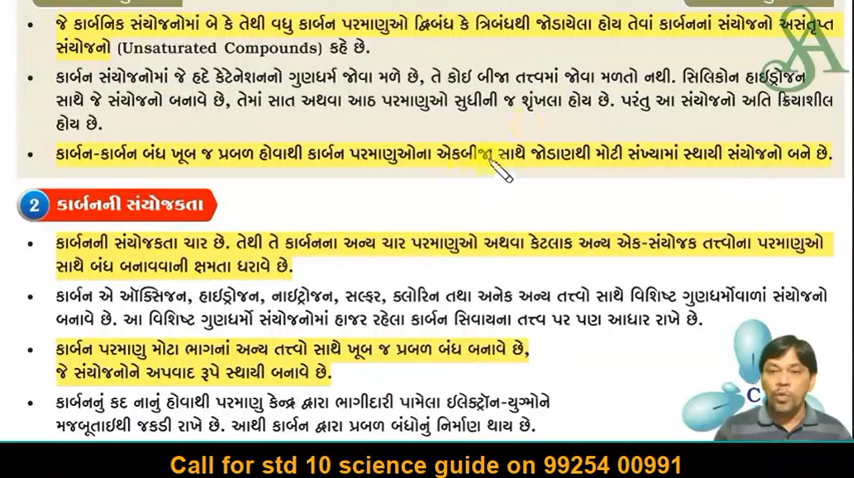 જે કાર્બનિક સંયોજનોમાં બે કે તેથી વધુ કાર્બન પરમાણુઓ દ્વિબંધ કે ત્રિબંધથી જોડાયેલા હોય તેવાં કાર્બનનાં સંયોજનો અસંતૃપ્ત
સંયોજનો (Unsaturated Compounds) કહે છે.
કાર્બન સંયોજનોમાં જે હદે કેટેનેશનનો ગુણધર્મ જોવા મળે છે, તે કોઈ બીજા તત્ત્વમાં જોવા મળતો નથી. સિલિકોન હાઈડ્રોજન
સાથે જે સંયોજનો બનાવે છે, તેમાં સાત અથવા આઠ પરમાણુઓ સુધીની જ શૃંખલા હોય છે. પરંતુ આ સંયોજનો અતિ ક્રિયાશીલ
હોય છે.
કાર્બન-કાર્બન બંધ ખૂબ જ પ્રબળ હોવાથી કાર્બન પરમાણુઓના એકબીજા સાથે જોડાણથી મોટી સંખ્યામાં સ્થાયી સંયોજનો બને છે.
2 કાર્બનની સંયોજકતા
કાર્બનની સંયોજકતા ચાર છે. તેથી તે કાર્બનના અન્ય ચાર પરમાણુઓ અથવા કેટલાક અન્ય એક-સંયોજક તત્ત્વોના પરમાણુઓ
સાથે બંધ બનાવવાની ક્ષમતા ધરાવે છે.
કાર્બન એ ઑક્સિજન, હાઈડ્રોજન, નાઈટ્રોજન, સલ્ફર, ક્લોરિન તથા અનેક અન્ય તત્ત્વો સાથે વિશિષ્ટ ગુણધર્મોવાળાં સંયોજનો
બનાવે છે. આ વિશિષ્ટ ગુણધર્મો સંયોજનોમાં હાજર રહેલા કાર્બન સિવાયના તત્ત્વ પર પણ આધાર રાખે છે.
કાર્બન પરમાણુ મોટા ભાગનાં અન્ય તત્ત્વો સાથે ખૂબ જ પ્રબળ બંધ બનાવે છે,
જે સંયોજનોને અપવાદ રૂપે સ્થાયી બનાવે છે.
કાર્બનનું કદ નાનું હોવાથી પરમાણુ કેન્દ્ર દ્વારા ભાગીદારી પામેલા ઇલેક્ટ્રૉન-યુગ્મોને
મજબૂતાઈથી જકડી રાખે છે. આથી કાર્બન દ્વારા પ્રબળ બંધોનું નિર્માણ થાય છે.
C
Call for std 10 science guide on 99254 00991